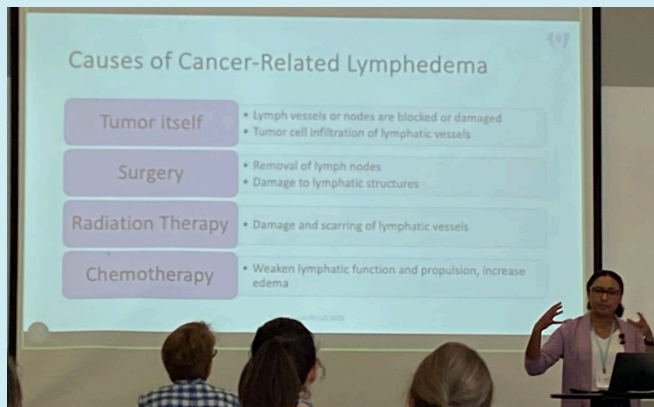 Causes of Cancer-Related Lymphedema
Tumor itself
• Lymph vessels or nodes are blocked or damaged
• Tumor cell infiltration of lymphatic vessels
Surgery
• Removal of lymph nodes
• Damage to lymphatic structures
Radiation Therapy
• Damage and scarring of lymphatic vessels
Chemotherapy
• Weaken lymphatic function and propulsion, increase
edema